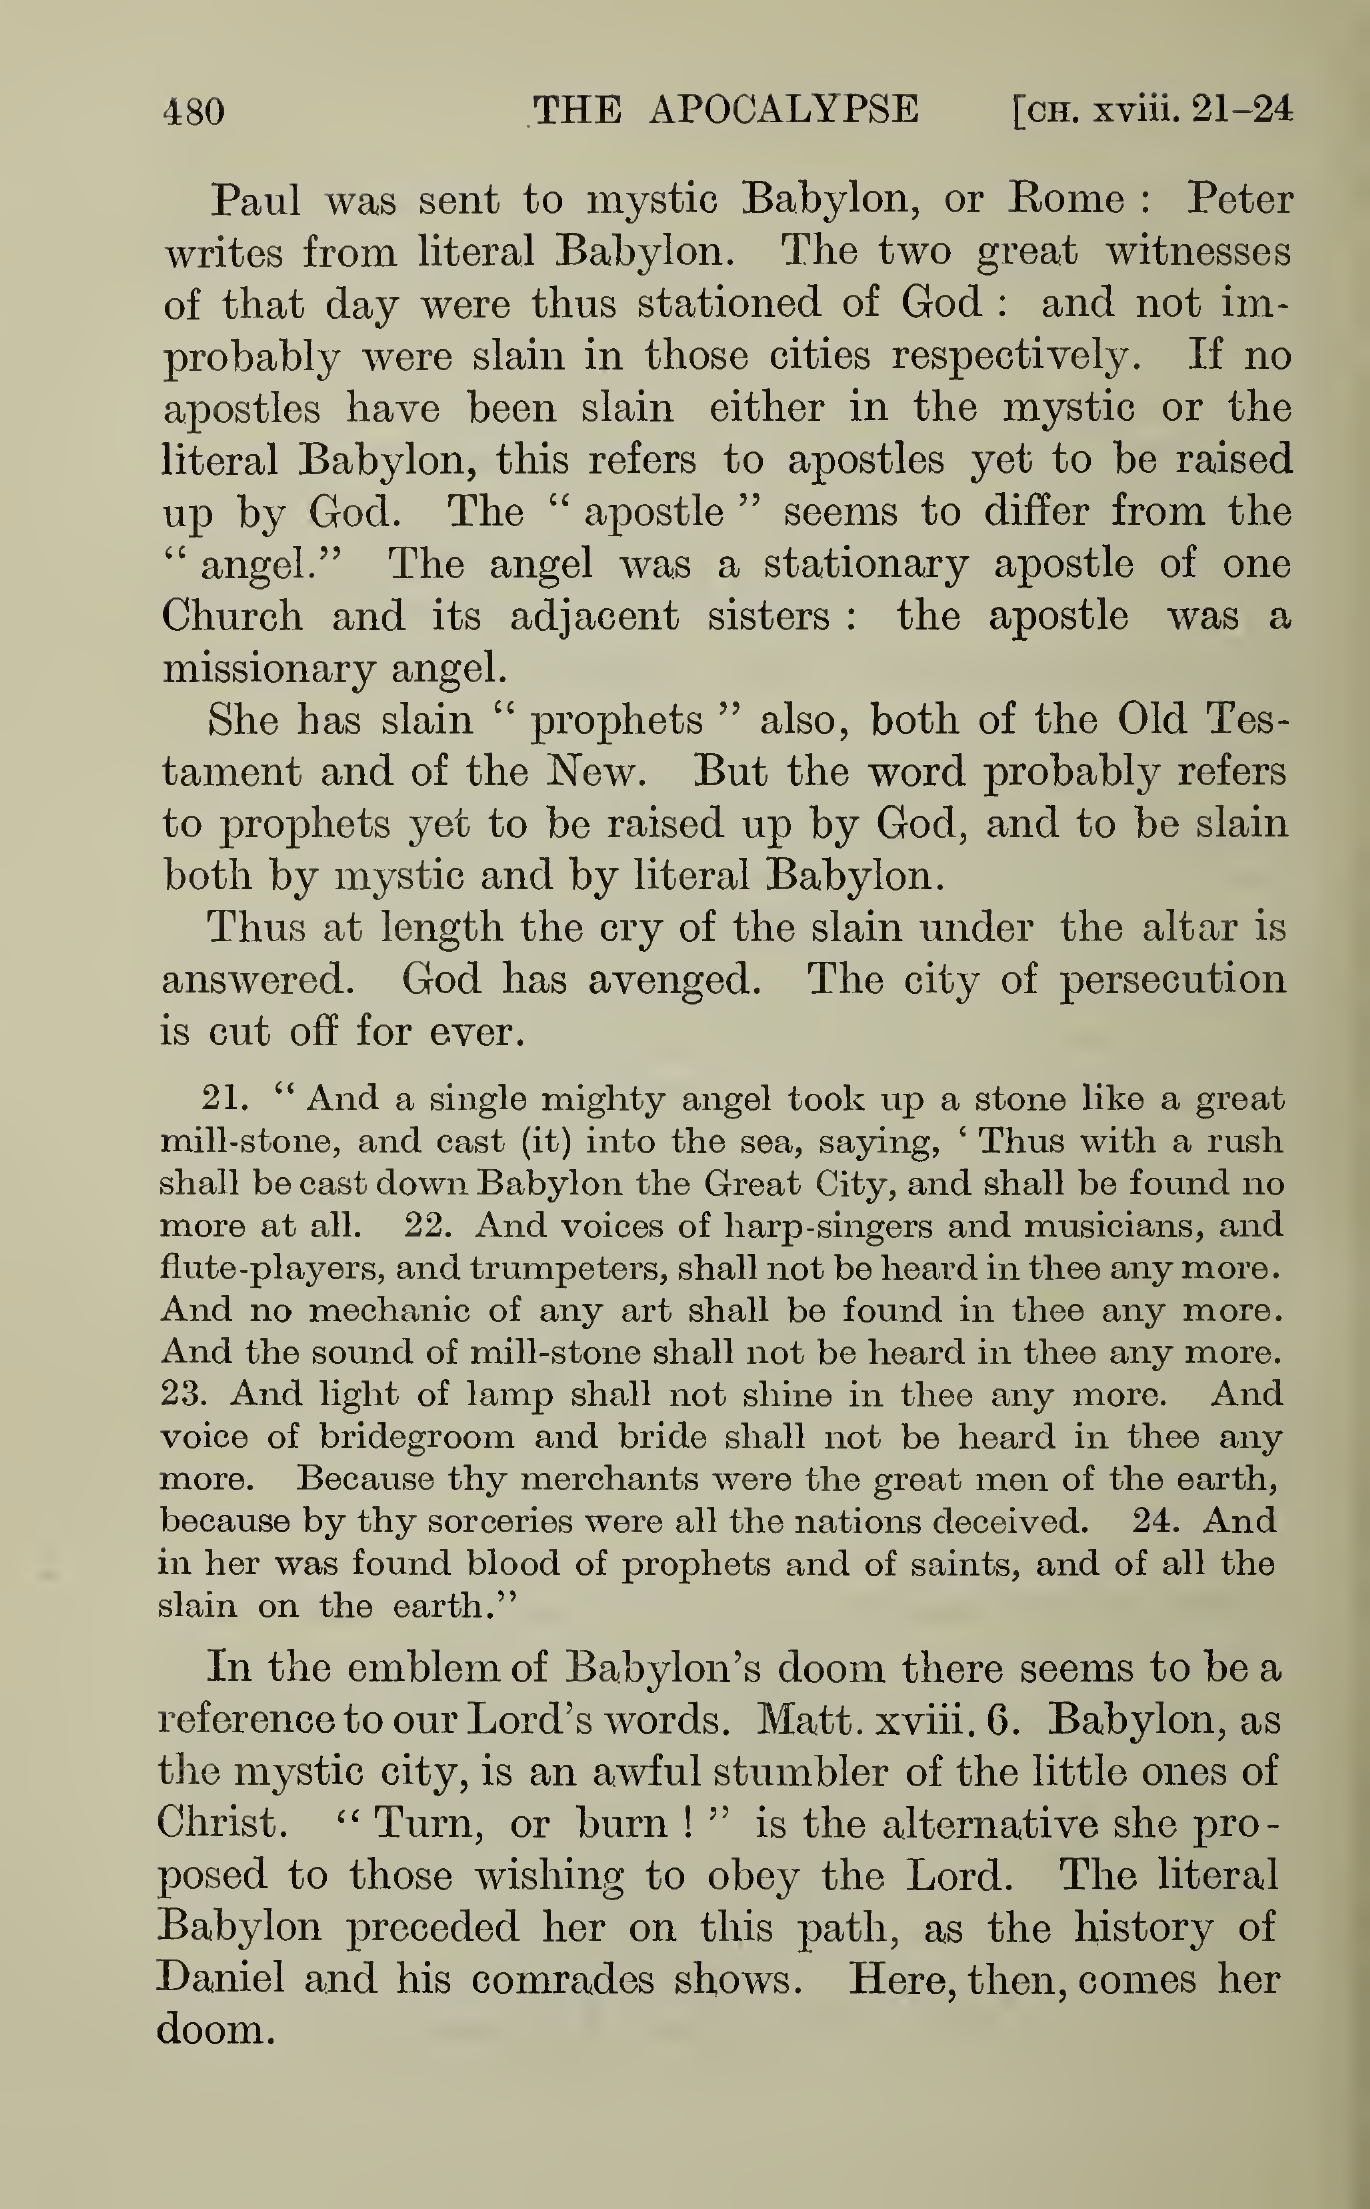 480 THE APOCALYPSE [CH. xviii. 21–24
Paul was sent to mystic Babylon, or Rome : Peter
writes from literal Babylon. The two great witnesses
of that day were thus stationed of God : and not im-
probably were slain in those cities respectively. If no
apostles have been slain either in the mystic or the
literal Babylon, this refers to apostles yet to be raised
up by God. The “ apostle ” seems to differ from the
“ angel.” The angel was a stationary apostle of one
Church and its adjacent sisters : the apostle was a
missionary angel.
She has slain “ prophets ” also, both of the Old Tes-
tament and of the New. But the word probably refers
to prophets yet to be raised up by God, and to be slain
both by mystic and by literal Babylon.
Thus at length the cry of the slain under the altar is
answered. God has avenged. The city of persecution
is cut off for ever.
21. “ And a single mighty angel took up a stone like a great
mill-stone, and cast (it) into the sea, saying, ‘ Thus with a rush
shall be cast down Babylon the Great City, and shall be found no
more at all. 22. And voices of harp-singers and musicians, and
flute-players, and trumpeters, shall not be heard in thee any more.
And no mechanic of any art shall be found in thee any more.
And the sound of mill-stone shall not be heard in thee any more.
23. And light of lamp shall not shine in thee any more. And
voice of bridegroom and bride shall not be heard in thee any
more. Because thy merchants were the great men of the earth,
because by thy sorceries were all the nations deceived. 24. And
in her was found blood of prophets and of saints, and of all the
slain on the earth.”
In the emblem of Babylon’s doom there seems to be a
reference to our Lord’s words. Matt. xviii. 6. Babylon, as
the mystic city, is an awful stumbler of the little ones of
Christ. “ Turn, or burn ! ” is the alternative she pro-
posed to those wishing to obey the Lord. The literal
Babylon preceded her on this path, as the history of
Daniel and his comrades shows. Here, then, comes her
doom.